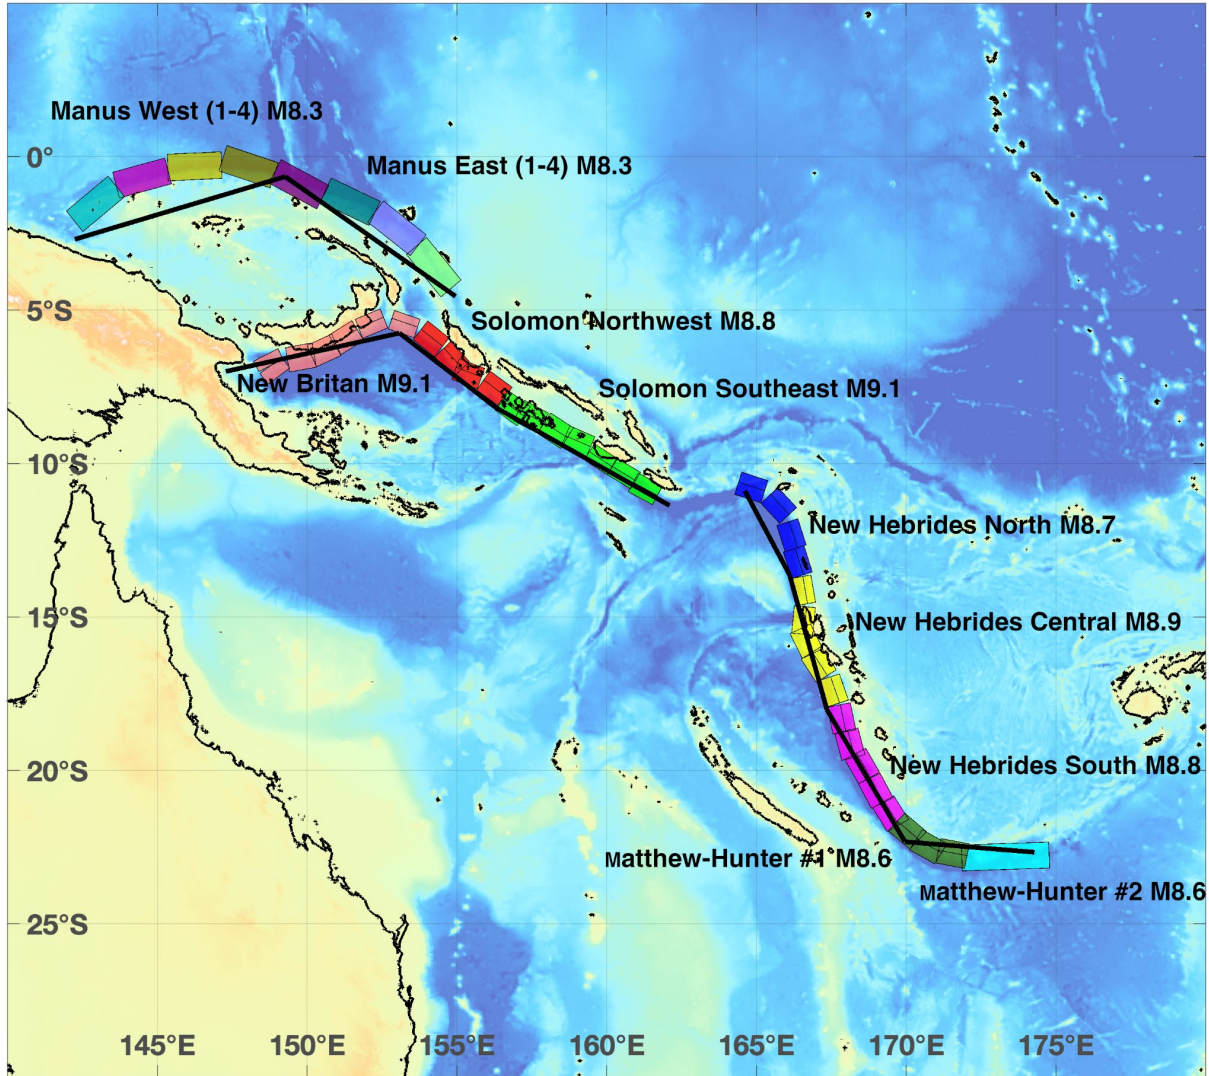 Manus West (1-4) M8.3
0°
Manus East (1-4) M8.3
5°S
Solomon Northwest M8.8
New Britan M9.1
Solomon Southeast M9.1
10°S
New Hebrides North M8.7
15°S
New Hebrides Central M8.9
20°S
New Hebrides South M8.8
Matthew-Hunter #1 M8.6
Matthew-Hunter #2 M8.6
25°S
145°E 150°E 155°E 160°E 165°E 170°E 175°E